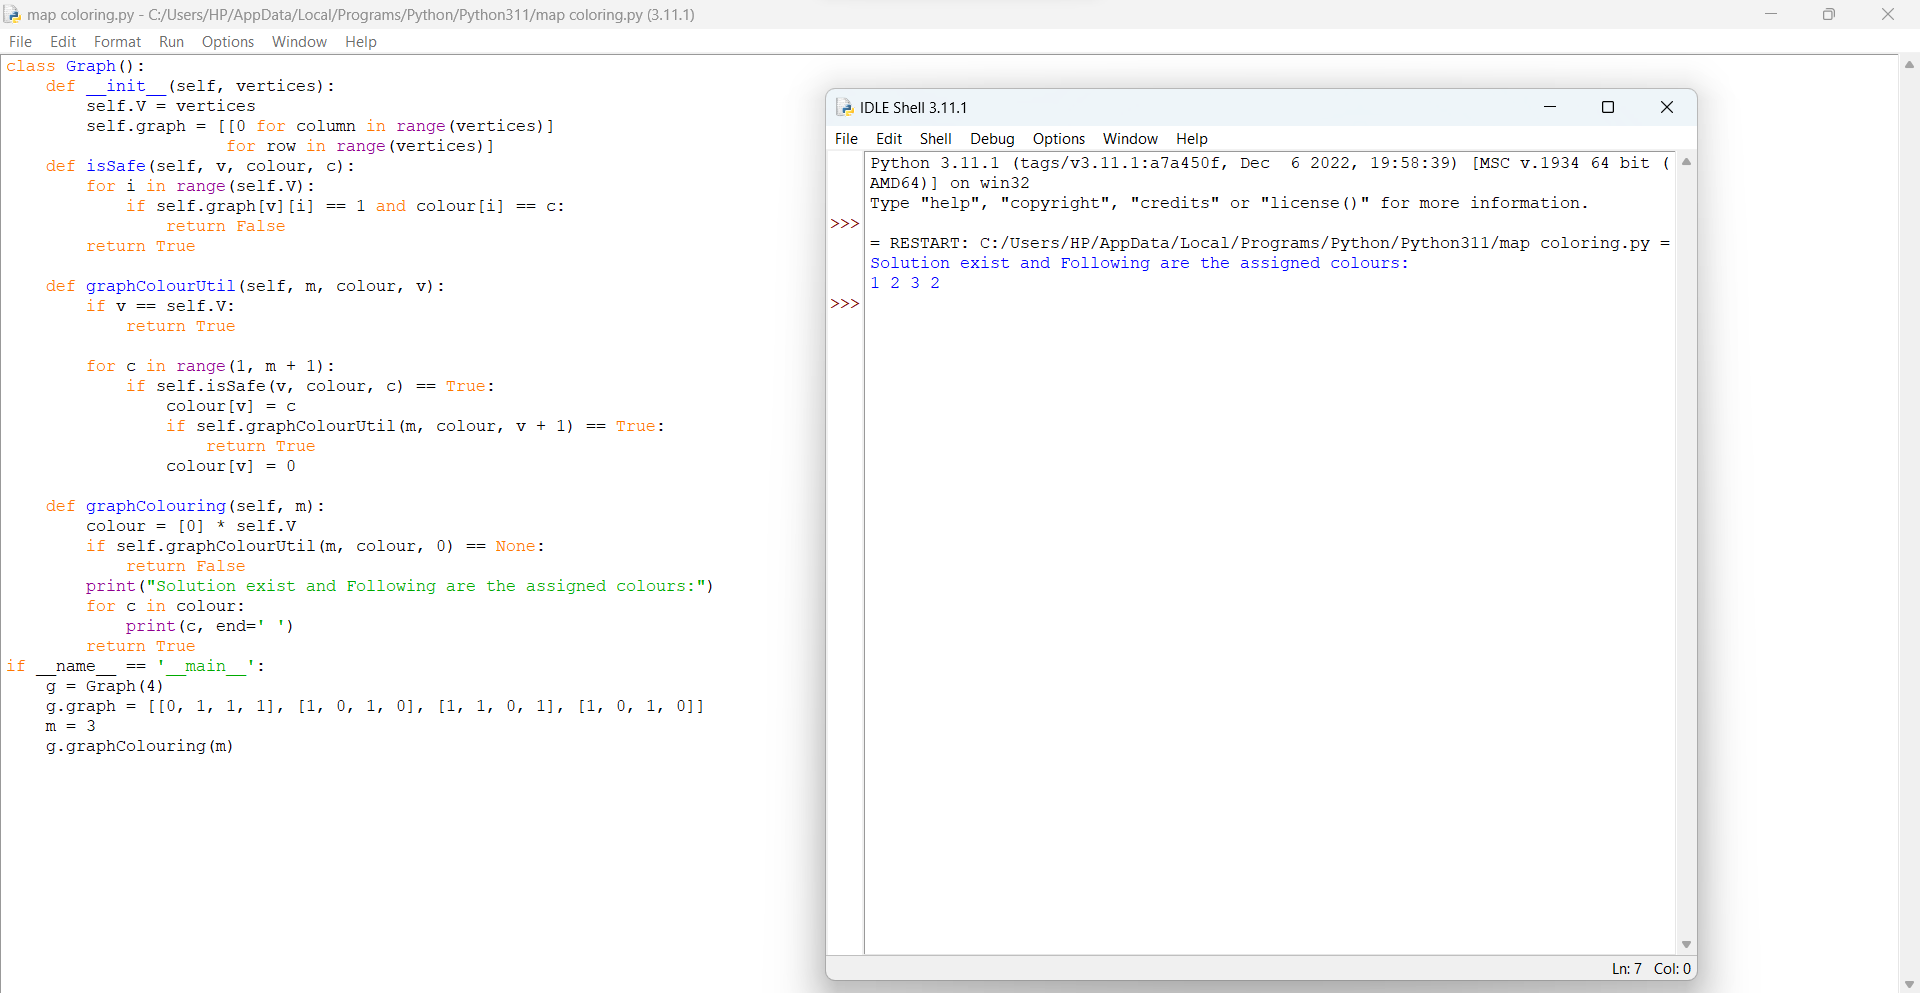 map coloring.py - C:/Users/HP/AppData/Local/Programs/Python/Python311/map coloring.py (3.11.1)
File Edit Format Run Options Window Help
class Graph():
    def __init__(self, vertices):
        self.V = vertices
        self.graph = [[0 for column in range(vertices)]
                      for row in range(vertices)]
    def isSafe(self, v, colour, c):
        for i in range(self.V):
            if self.graph[v][i] == 1 and colour[i] == c:
                return False
        return True
    def graphColourUtil(self, m, colour, v):
        if v == self.V:
            return True
        for c in range(1, m + 1):
            if self.isSafe(v, colour, c) == True:
                colour[v] = c
                if self.graphColourUtil(m, colour, v + 1) == True:
                    return True
                colour[v] = 0
    def graphColouring(self, m):
        colour = [0] * self.V
        if self.graphColourUtil(m, colour, 0) == None:
            return False
        print("Solution exist and Following are the assigned colours:")
        for c in colour:
            print(c, end=' ')
        return True
if __name__ == '__main__':
    g = Graph(4)
    g.graph = [[0, 1, 1, 1], [1, 0, 1, 0], [1, 1, 0, 1], [1, 0, 1, 0]]
    m = 3
    g.graphColouring(m)
IDLE Shell 3.11.1
File Edit Shell Debug Options Window Help
Python 3.11.1 (tags/v3.11.1:a7a450f, Dec  6 2022, 19:58:39) [MSC v.1934 64 bit (
AMD64)] on win32
Type "help", "copyright", "credits" or "license()" for more information.
>>>
= RESTART: C:/Users/HP/AppData/Local/Programs/Python/Python311/map coloring.py =
Solution exist and Following are the assigned colours:
1 2 3 2
>>>
Ln: 7 Col: 0